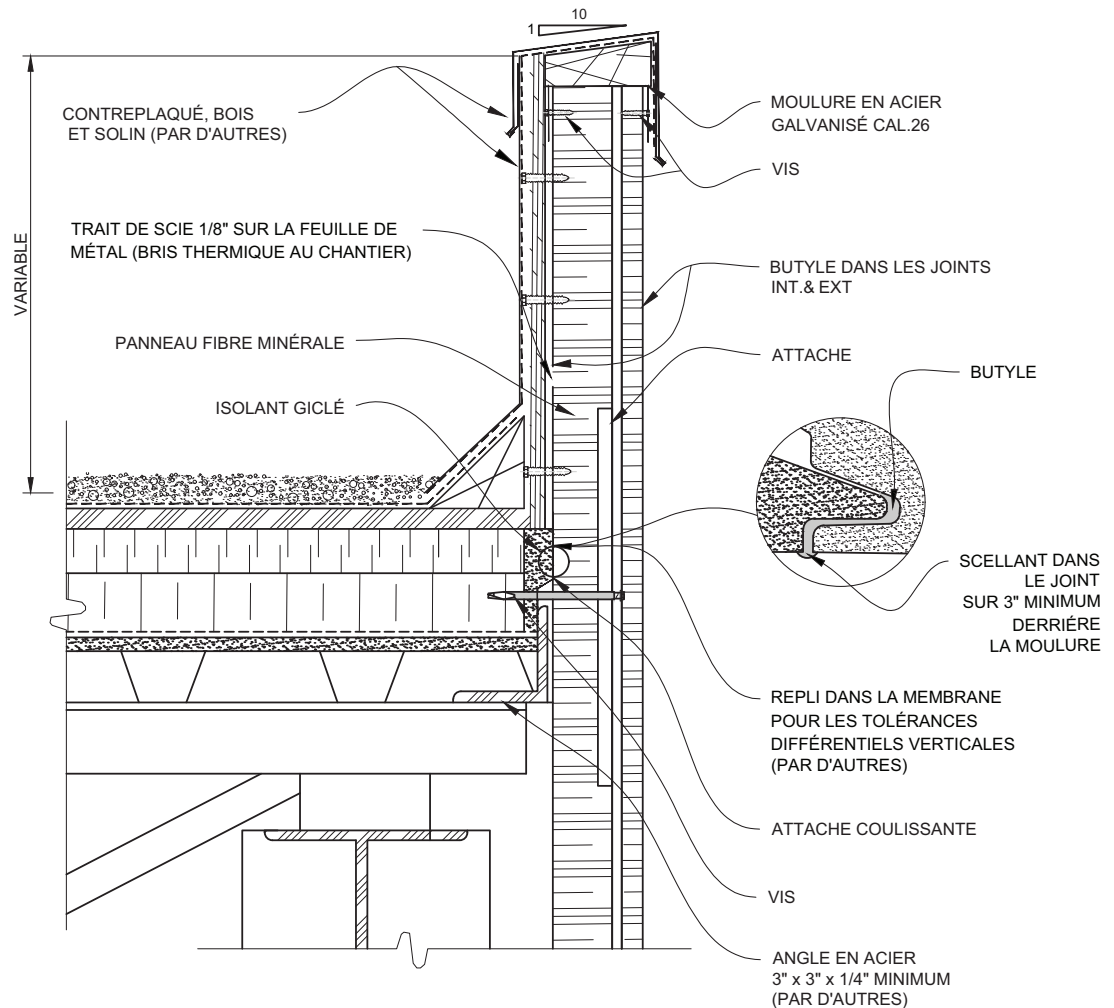 10
1
CONTREPLAQUÉ, BOIS
ET SOLIN (PAR D'AUTRES)
MOULURE EN ACIER
GALVANISÉ CAL.26
VIS
TRAIT DE SCIE 1/8" SUR LA FEUILLE DE
MÉTAL (BRIS THERMIQUE AU CHANTIER)
VARIABLE
BUTYLE DANS LES JOINTS
INT.& EXT
PANNEAU FIBRE MINÉRALE
ATTACHE
BUTYLE
ISOLANT GICLÉ
SCELLANT DANS
LE JOINT
SUR 3" MINIMUM
DERRIÉRE
LA MOULURE
REPLI DANS LA MEMBRANE
POUR LES TOLÉRANCES
DIFFÉRENTIELS VERTICALES
(PAR D'AUTRES)
ATTACHE COULISSANTE
VIS
ANGLE EN ACIER
3" x 3" x 1/4" MINIMUM
(PAR D'AUTRES)